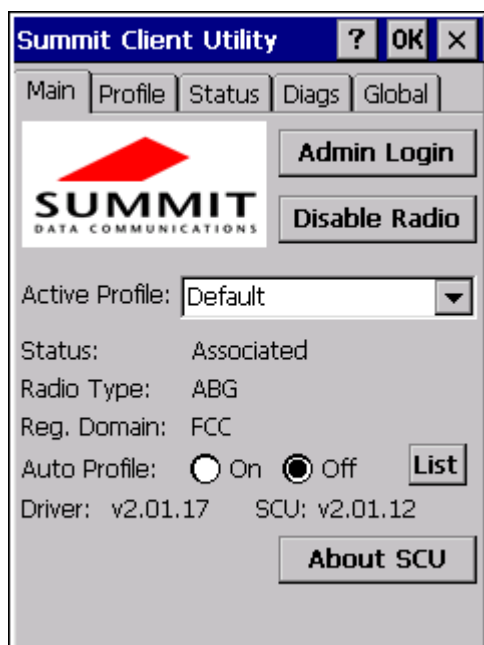 Summit Client Utility ? OK ×
Main Profile Status Diags Global
SUMMIT
DATA COMMUNICATIONS
Admin Login
Disable Radio
Active Profile: Default
Status: Associated
Radio Type: ABG
Reg. Domain: FCC
Auto Profile: On Off List
Driver: v2.01.17 SCU: v2.01.12
About SCU